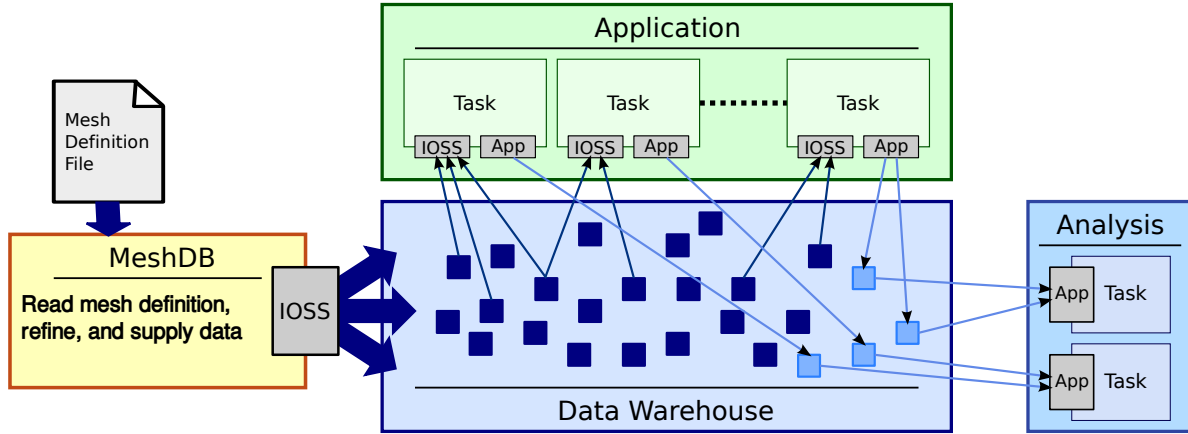 Application
Task
Task
Task
IOSS
App
IOSS
App
IOSS
App
Mesh
Definition
File
MeshDB
Read mesh definition,
refine, and supply data
IOSS
Data Warehouse
Analysis
App
Task
App
Task